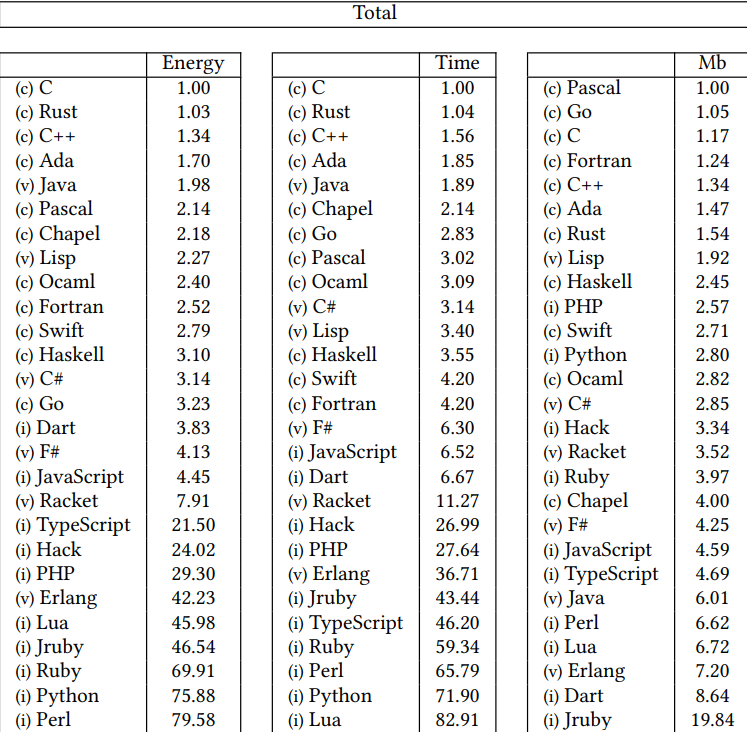 Total
Energy Time Mb
(c) C 1.00 (c) C 1.00 (c) Pascal 1.00
(c) Rust 1.03 (c) Rust 1.04 (c) Go 1.05
(c) C++ 1.34 (c) C++ 1.56 (c) C 1.17
(c) Ada 1.70 (c) Ada 1.85 (c) Fortran 1.24
(v) Java 1.98 (v) Java 1.89 (c) C++ 1.34
(c) Pascal 2.14 (c) Chapel 2.14 (c) Ada 1.47
(c) Chapel 2.18 (c) Go 2.83 (c) Rust 1.54
(v) Lisp 2.27 (c) Pascal 3.02 (v) Lisp 1.92
(c) Ocaml 2.40 (c) Ocaml 3.09 (c) Haskell 2.45
(c) Fortran 2.52 (v) C# 3.14 (i) PHP 2.57
(c) Swift 2.79 (v) Lisp 3.40 (c) Swift 2.71
(c) Haskell 3.10 (c) Haskell 3.55 (i) Python 2.80
(v) C# 3.14 (c) Swift 4.20 (c) Ocaml 2.82
(c) Go 3.23 (c) Fortran 4.20 (v) C# 2.85
(i) Dart 3.83 (v) F# 6.30 (i) Hack 3.34
(v) F# 4.13 (i) JavaScript 6.52 (v) Racket 3.52
(i) JavaScript 4.45 (i) Dart 6.67 (i) Ruby 3.97
(v) Racket 7.91 (v) Racket 11.27 (c) Chapel 4.00
(i) TypeScript 21.50 (i) Hack 26.99 (v) F# 4.25
(i) Hack 24.02 (i) PHP 27.64 (i) JavaScript 4.59
(i) PHP 29.30 (v) Erlang 36.71 (i) TypeScript 4.69
(v) Erlang 42.23 (i) Jruby 43.44 (v) Java 6.01
(i) Lua 45.98 (i) TypeScript 46.20 (i) Perl 6.62
(i) Jruby 46.54 (i) Ruby 59.34 (i) Lua 6.72
(i) Ruby 69.91 (i) Perl 65.79 (v) Erlang 7.20
(i) Python 75.88 (i) Python 71.90 (i) Dart 8.64
(i) Perl 79.58 (i) Lua 82.91 (i) Jruby 19.84